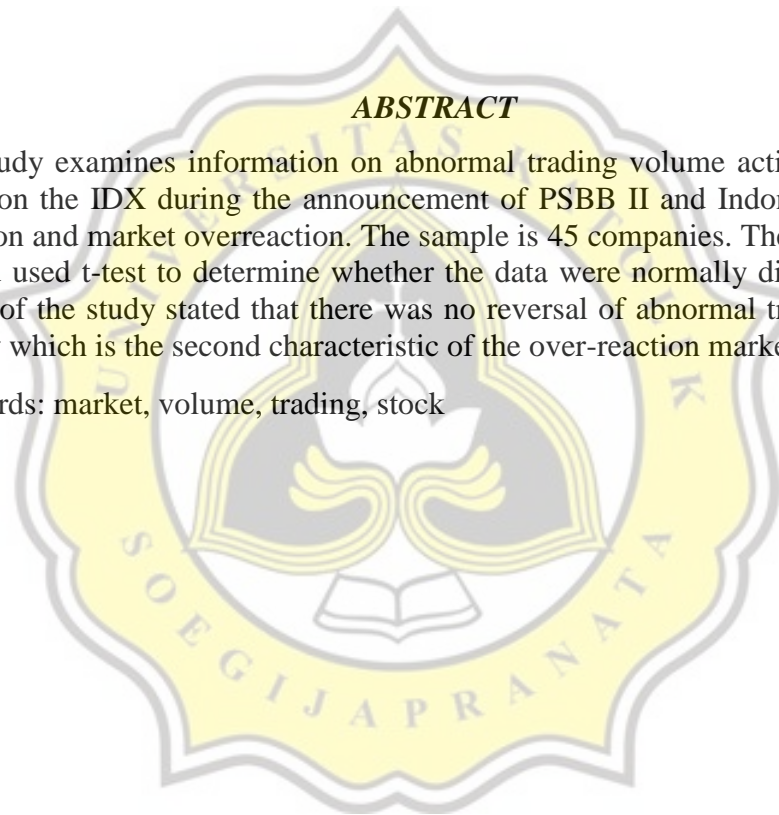 ABSTRACT
udy examines information on abnormal trading volume acti
on the IDX during the announcement of PSBB II and Indon
on and market overreaction. The sample is 45 companies. The
l used t-test to determine whether the data were normally di
of the study stated that there was no reversal of abnormal tr
which is the second characteristic of the over-reaction marke
rds: market, volume, trading, stock
UNIVERSITAS KATOLIK
SOEGIJAPRANATA